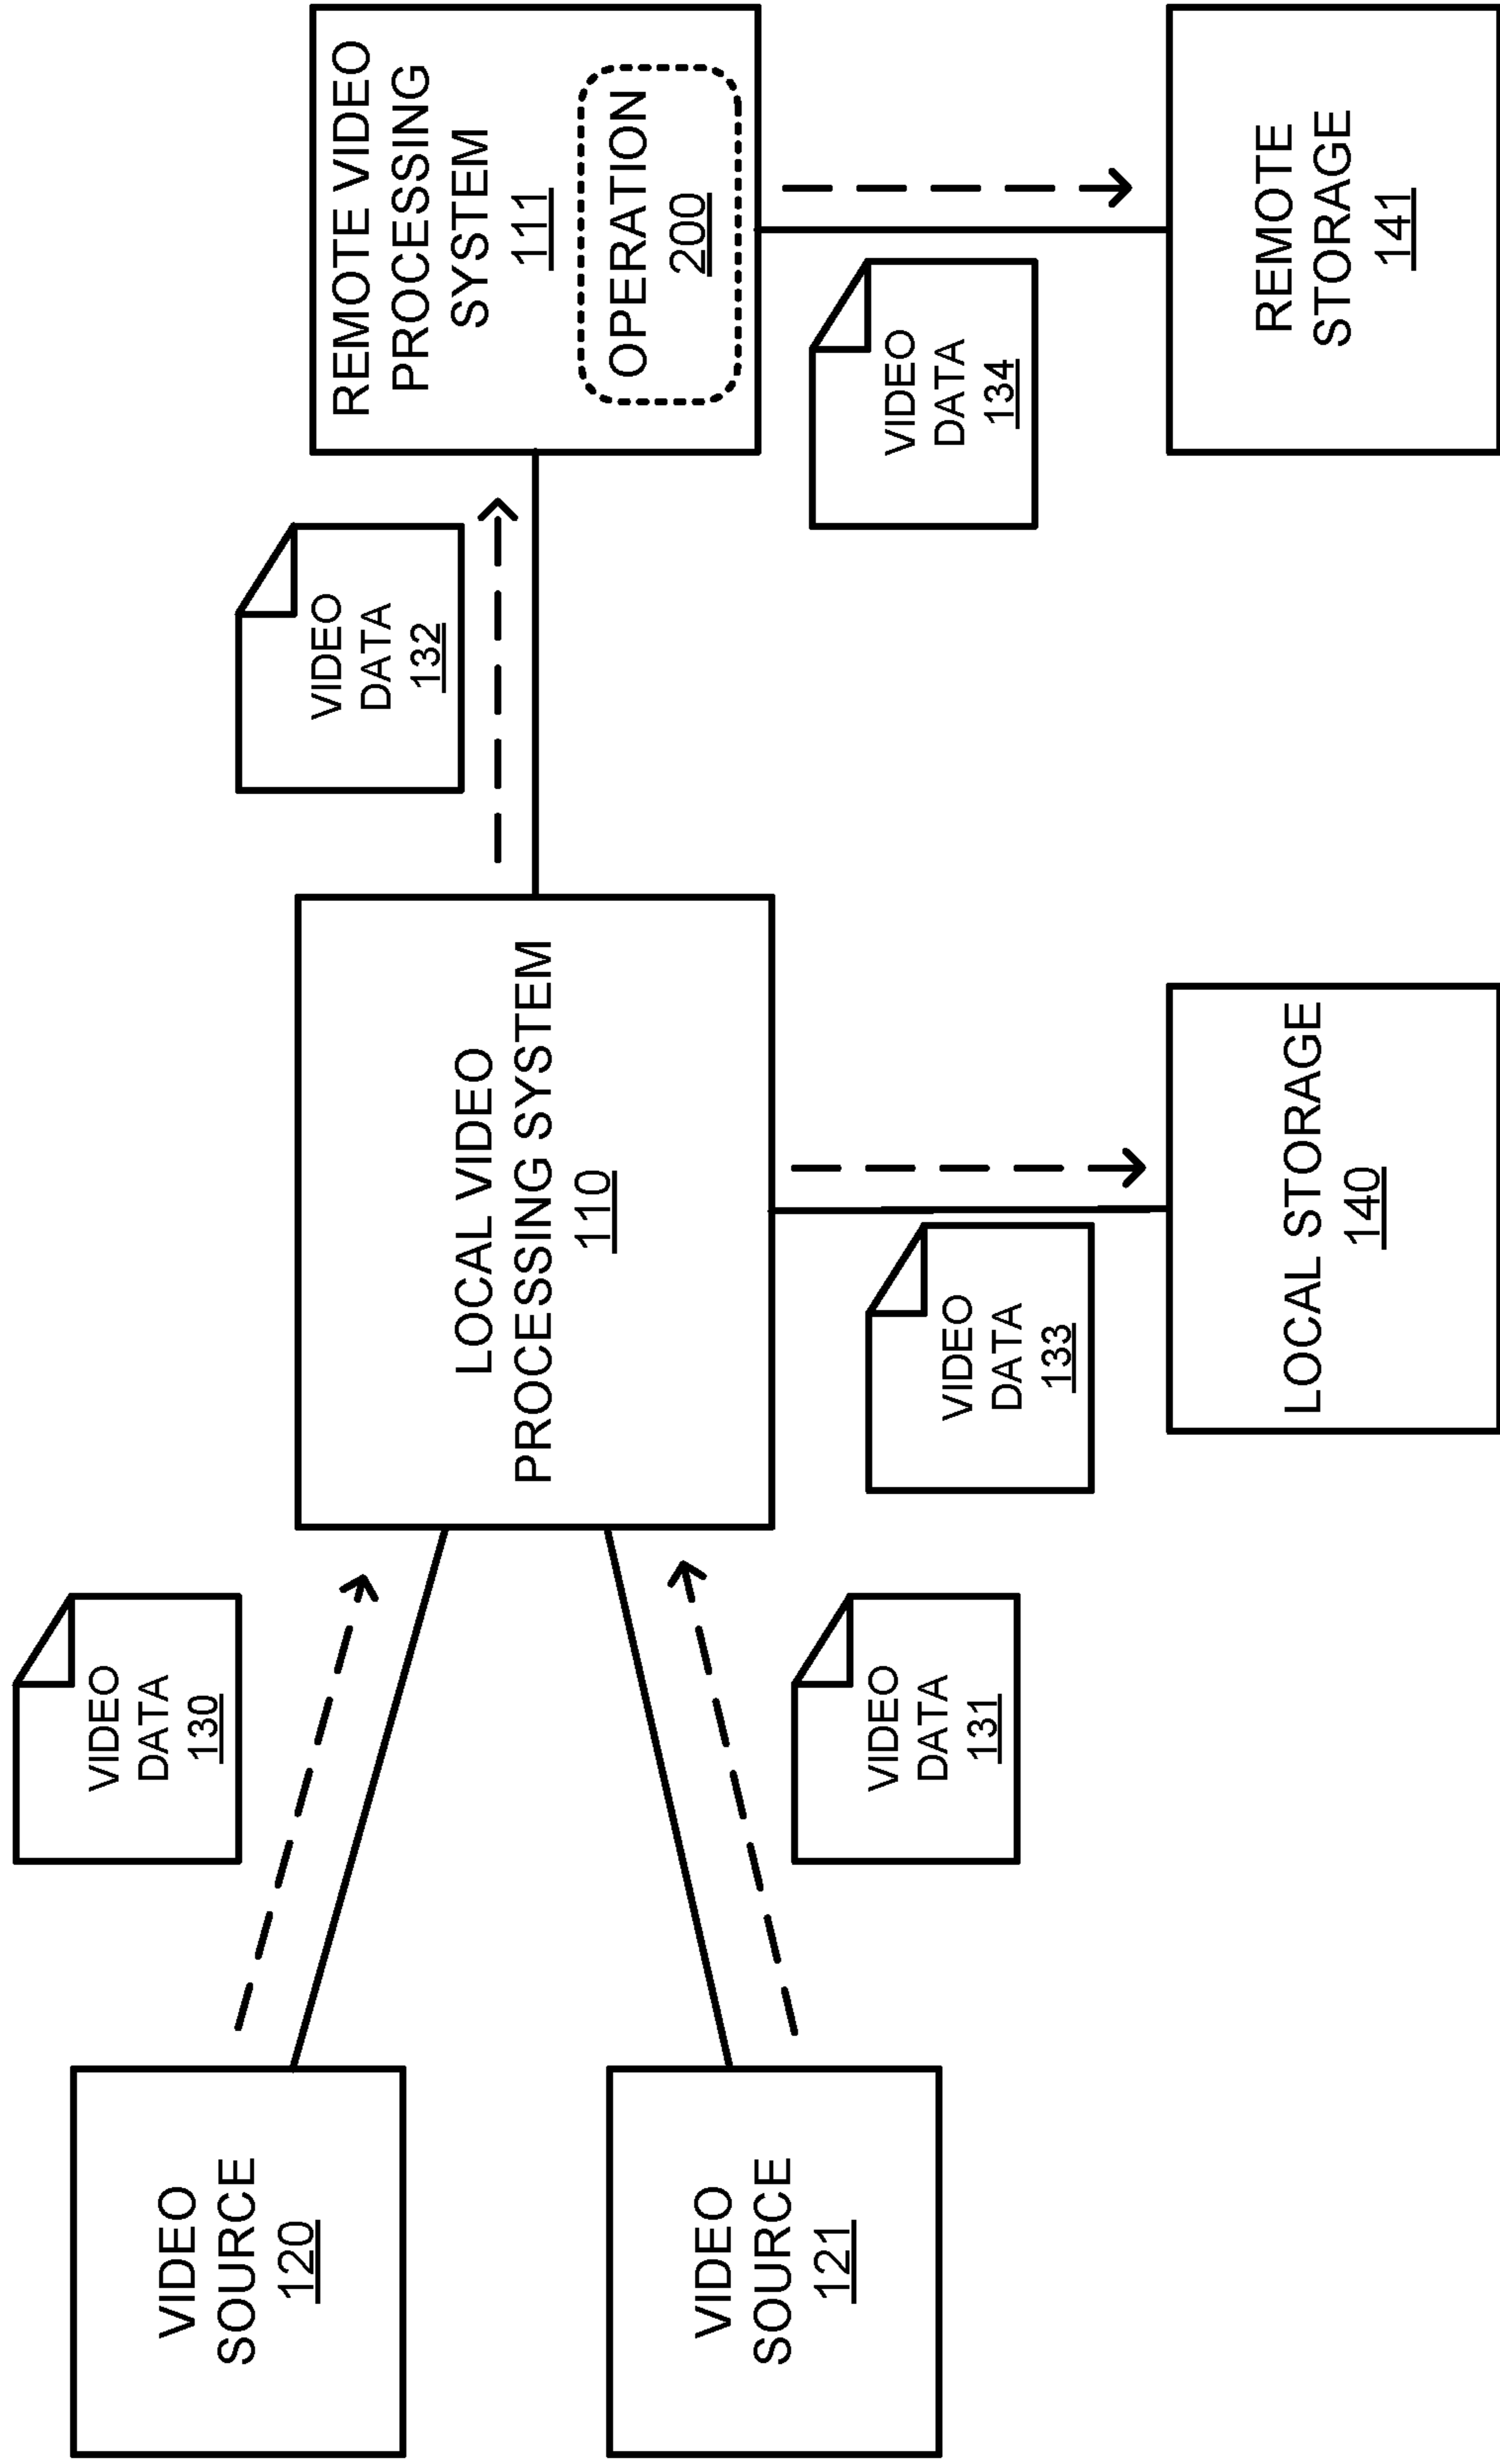 VIDEO
SOURCE
120
VIDEO
DATA
130
VIDEO
SOURCE
121
VIDEO
DATA
131
LOCAL VIDEO
PROCESSING SYSTEM
110
VIDEO
DATA
133
LOCAL STORAGE
140
VIDEO
DATA
132
REMOTE VIDEO
PROCESSING
SYSTEM
111
OPERATION
200
VIDEO
DATA
134
REMOTE
STORAGE
141